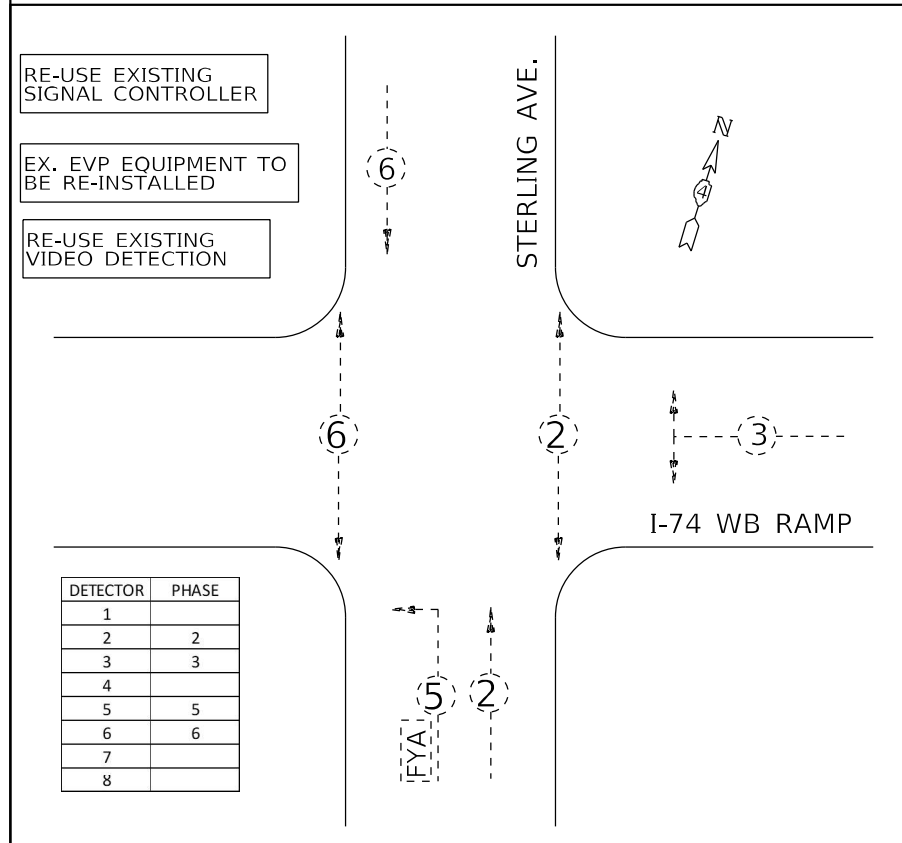 RE-USE EXISTING
SIGNAL CONTROLLER
EX. EVP EQUIPMENT TO
BE RE-INSTALLED
RE-USE EXISTING
VIDEO DETECTION
6
STERLING AVE.
N
4
6
2
3
I-74 WB RAMP
DETECTOR PHASE
1
2 2
3 3
4
5 5
6 6
7
8
5
2
FYA